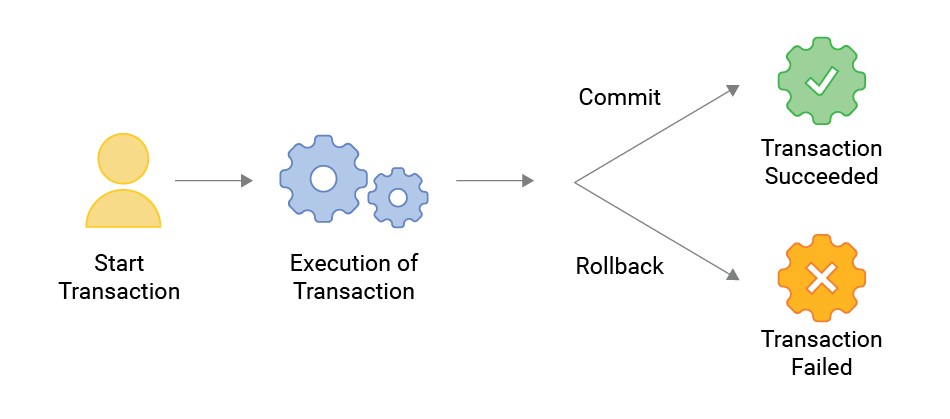 Start
Transaction
Execution of
Transaction
Commit
Rollback
Transaction
Succeeded
Transaction
Failed